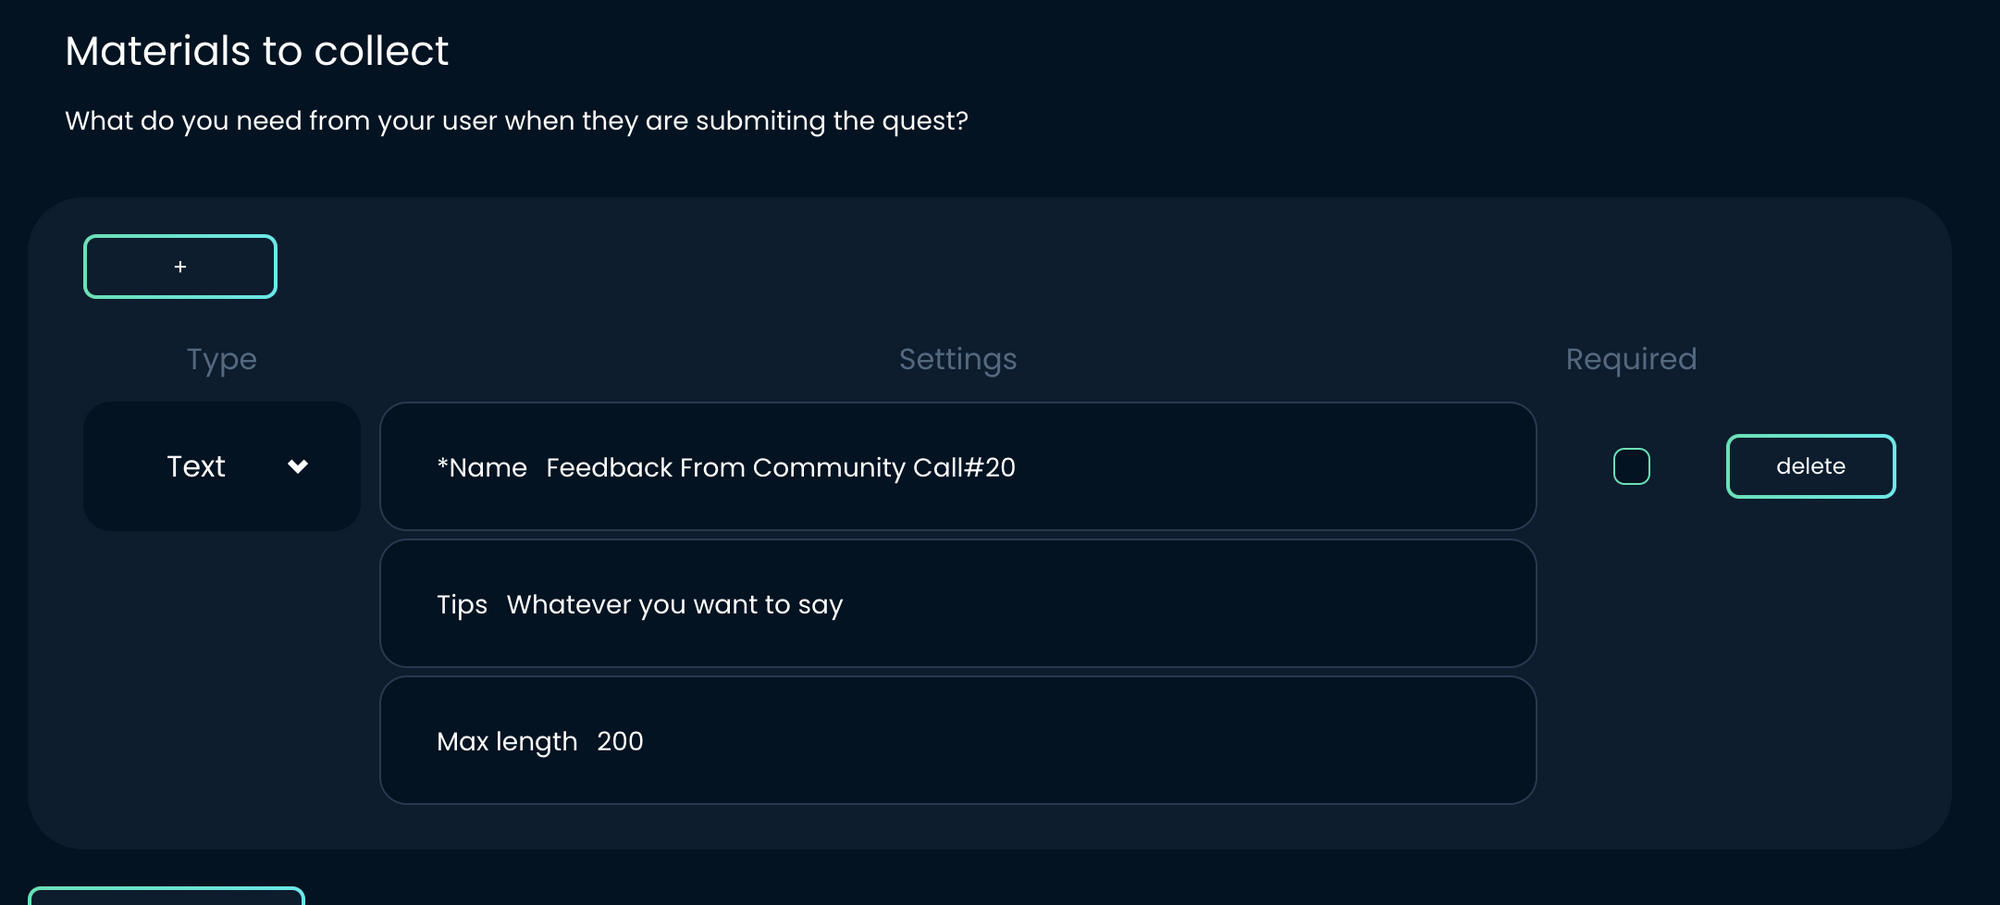 Materials to collect
What do you need from your user when they are submiting the quest?
+
Type Settings Required
Text *Name Feedback From Community Call#20 delete
Tips Whatever you want to say
Max length 200